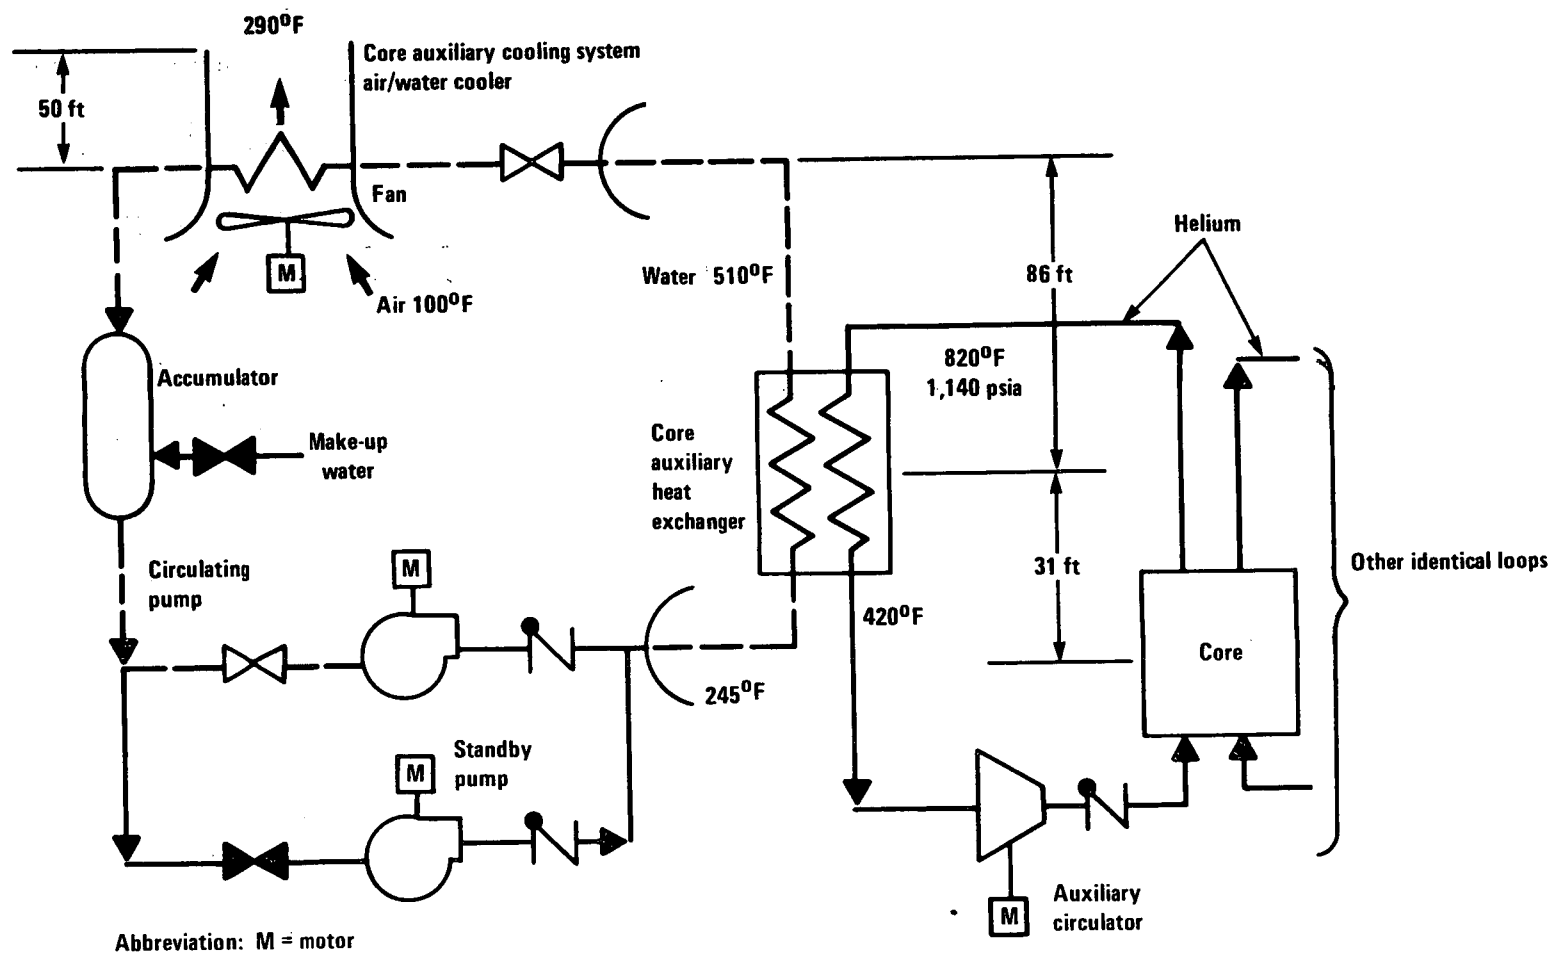 290°F
Core auxiliary cooling system
air/water cooler
50 ft
Fan
M
Air 100°F
Helium
Water 510°F
86 ft
Accumulator
820°F
1,140 psia
Make-up
water
Core
auxiliary
heat
exchanger
31 ft
Other identical loops
Circulating
pump
M
420°F
Core
245°F
Standby
pump
M
Auxiliary
circulator
M
Abbreviation: M = motor